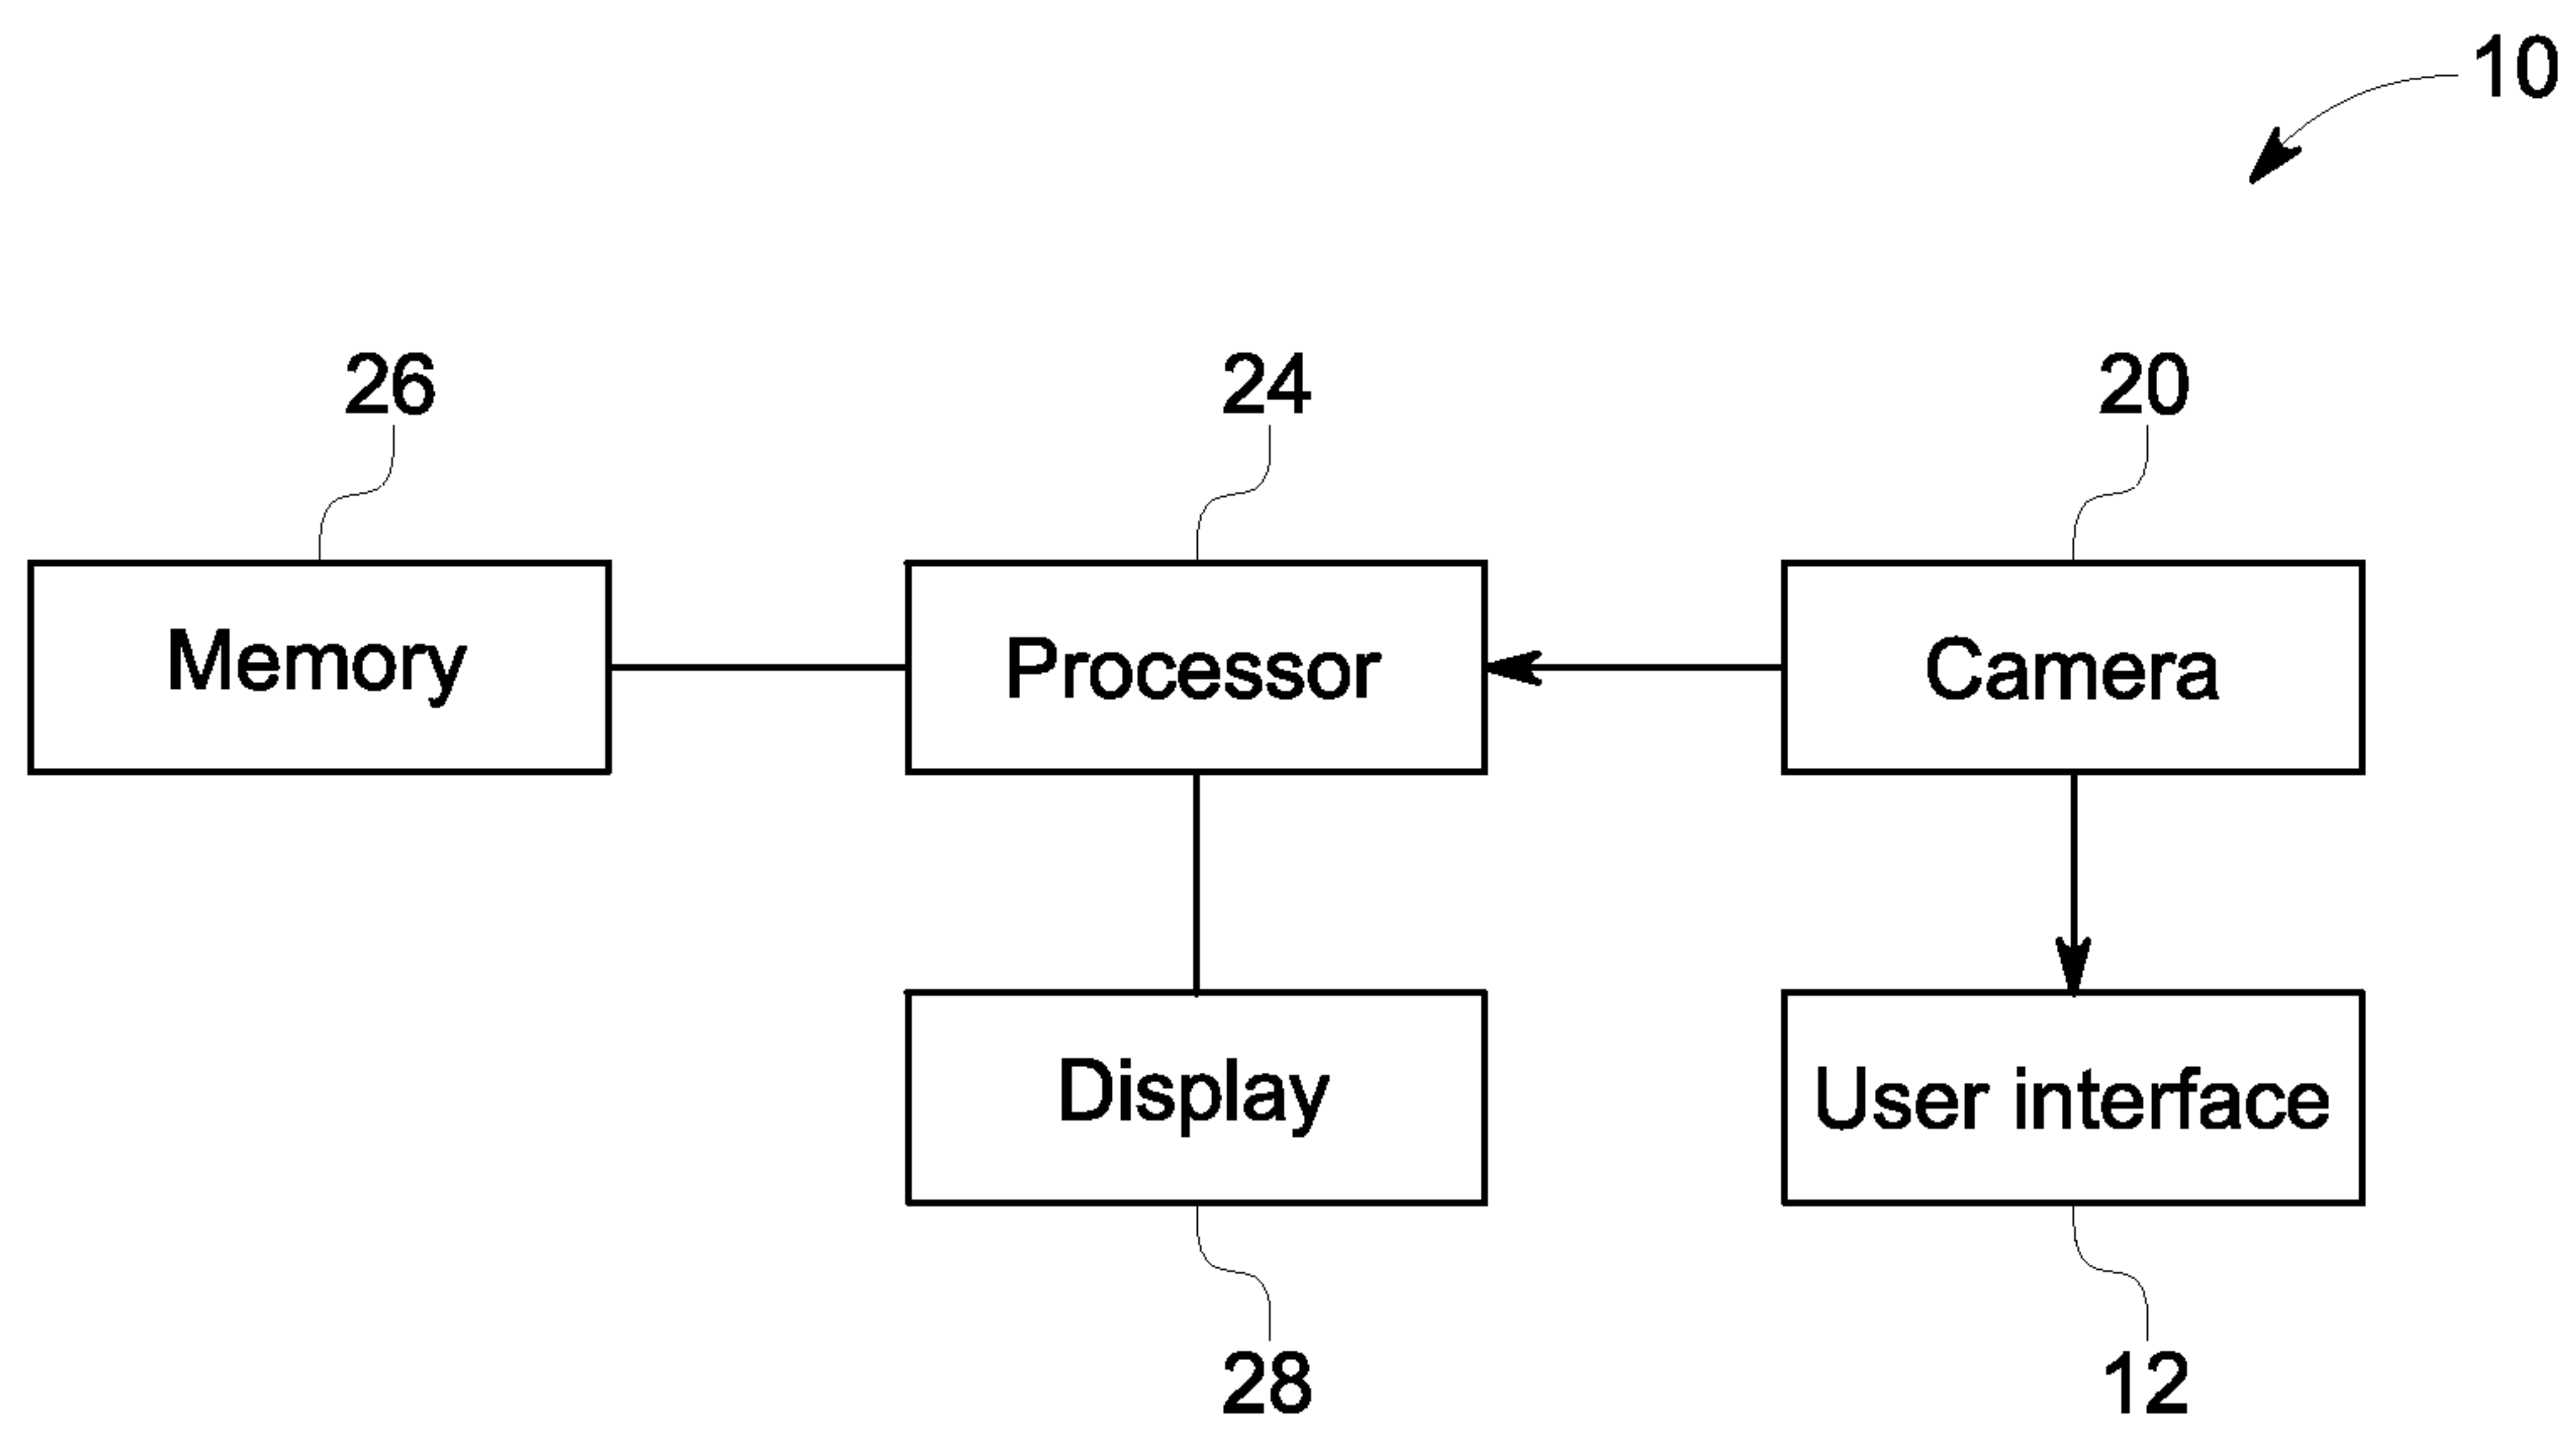 10
26
24
20
Memory
Processor
Camera
Display
User interface
28
12